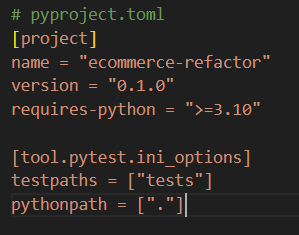 # pyproject.toml
[project]
name = "ecommerce-refactor"
version = "0.1.0"
requires-python = ">=3.10"

[tool.pytest.ini_options]
testpaths = ["tests"]
pythonpath = ["."]